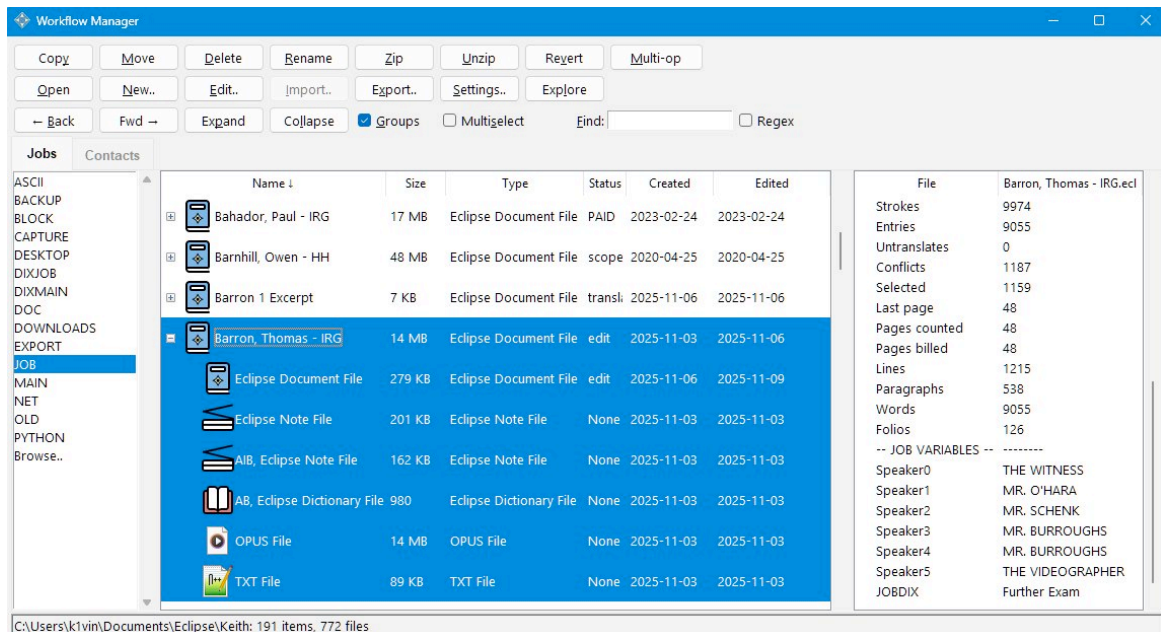 Workflow Manager
Copy Move Delete Rename Zip Unzip Revert Multi-op
Open New.. Edit.. Import.. Export.. Settings.. Explore
← Back Fwd → Expand Collapse Groups Multiselect Find: Regex
Jobs Contacts
ASCII
BACKUP
BLOCK
CAPTURE
DESKTOP
DIXJOB
DIXMAIN
DOC
DOWNLOADS
EXPORT
JOB
MAIN
NET
OLD
PYTHON
Browse..
Name ↓ Size Type Status Created Edited
Bahador, Paul - IRG 17 MB Eclipse Document File PAID 2023-02-24 2023-02-24
Barnhill, Owen - HH 48 MB Eclipse Document File scope 2020-04-25 2020-04-25
Barron 1 Excerpt 7 KB Eclipse Document File transl 2025-11-06 2025-11-06
Barron, Thomas - IRG 14 MB Eclipse Document File edit 2025-11-03 2025-11-06
Eclipse Document File 279 KB Eclipse Document File edit 2025-11-06 2025-11-09
Eclipse Note File 201 KB Eclipse Note File None 2025-11-03 2025-11-03
AIB, Eclipse Note File 162 KB Eclipse Note File None 2025-11-03 2025-11-03
AB, Eclipse Dictionary File 980 Eclipse Dictionary File None 2025-11-03 2025-11-03
OPUS File 14 MB OPUS File None 2025-11-03 2025-11-03
TXT File 89 KB TXT File None 2025-11-03 2025-11-03
File Barron, Thomas - IRG.ecl
Strokes 9974
Entries 9055
Untranslates 0
Conflicts 1187
Selected 1159
Last page 48
Pages counted 48
Pages billed 48
Lines 1215
Paragraphs 538
Words 9055
Folios 126
-- JOB VARIABLES -- --------
Speaker0 THE WITNESS
Speaker1 MR. O'HARA
Speaker2 MR. SCHENK
Speaker3 MR. BURROUGHS
Speaker4 MR. BURROUGHS
Speaker5 THE VIDEOGRAPHER
JOBDIX Further Exam
C:\Users\k1vin\Documents\Eclipse\Keith: 191 items, 772 files